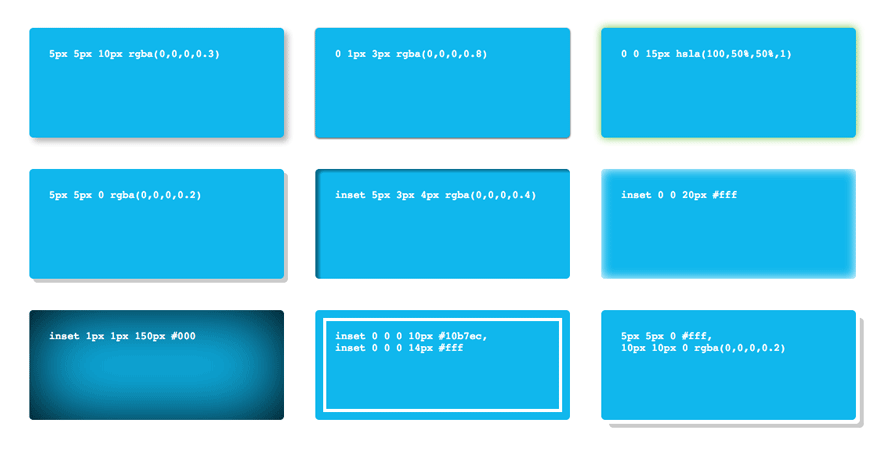 5px 5px 10px rgba(0,0,0,0.3)
0 1px 3px rgba(0,0,0,0.8)
0 0 15px hsla(100,50%,50%,1)
5px 5px 0 rgba(0,0,0,0.2)
inset 5px 3px 4px rgba(0,0,0,0.4)
inset 0 0 20px #fff
inset 1px 1px 150px #000
inset 0 0 0 10px #10b7ec,
inset 0 0 0 14px #fff
5px 5px 0 #fff,
10px 10px 0 rgba(0,0,0,0.2)